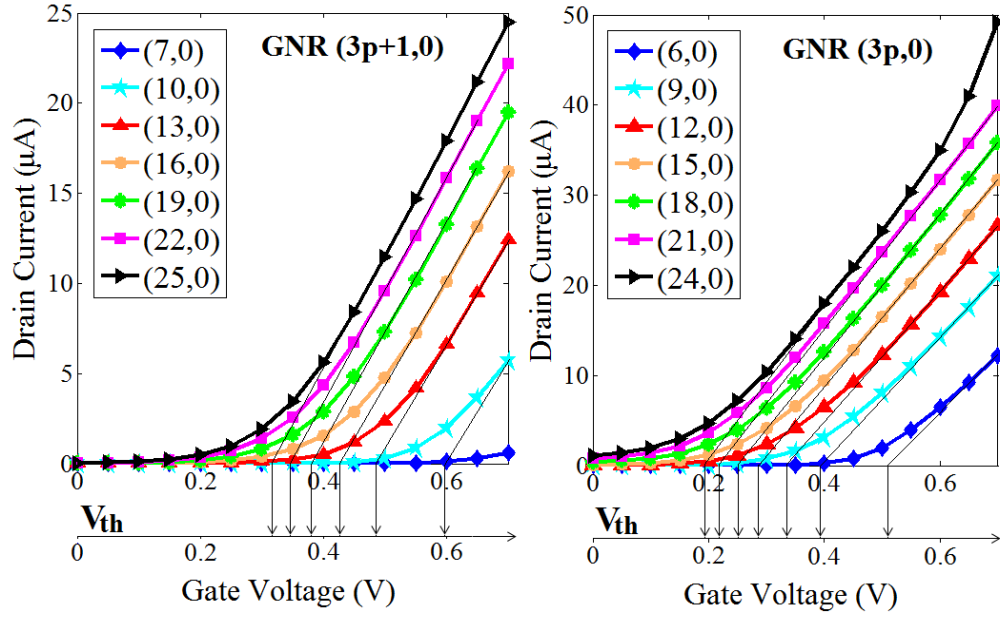 GNR (3p+1,0)
Drain Current (µA)
25
20
15
10
5
0
(7,0)
(10,0)
(13,0)
(16,0)
(19,0)
(22,0)
(25,0)
0 0.2 0.4 0.6
Vth
0 0.2 0.4 0.6
Gate Voltage (V)
GNR (3p,0)
Drain Current (µA)
50
40
30
20
10
0
(6,0)
(9,0)
(12,0)
(15,0)
(18,0)
(21,0)
(24,0)
0 0.2 0.4 0.6
Vth
0 0.2 0.4 0.6
Gate Voltage (V)